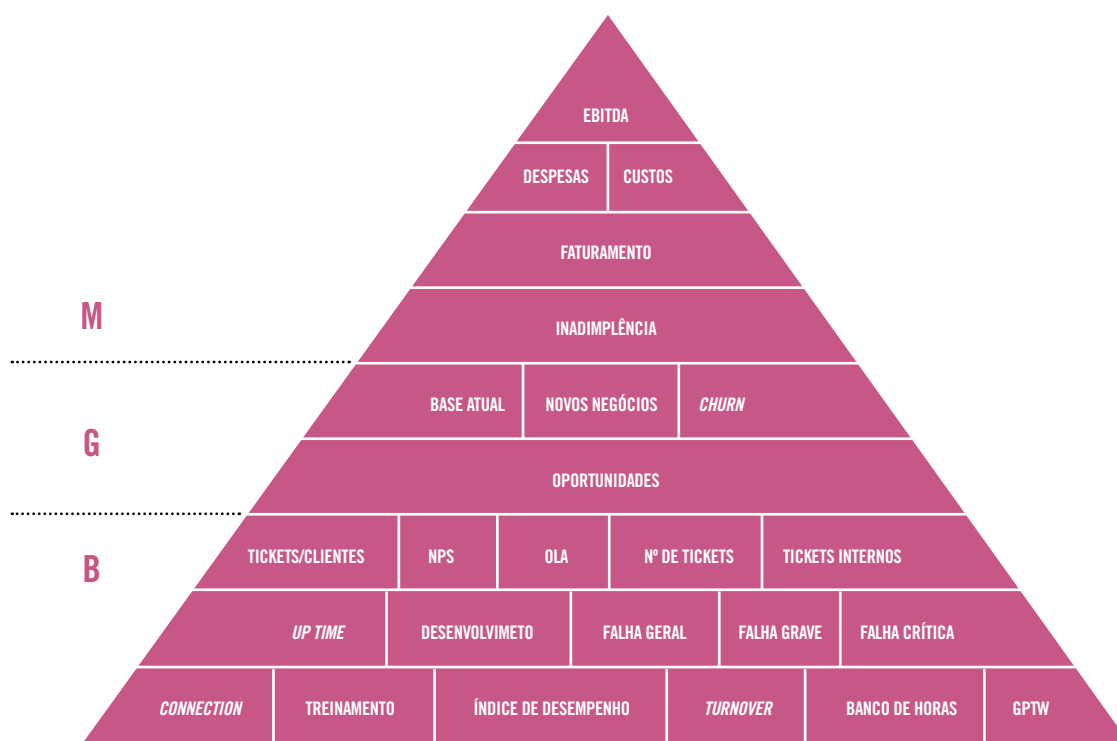 EBITDA
DESPESAS CUSTOS
FATURAMENTO
M
INADIMPLÊNCIA
BASE ATUAL NOVOS NEGÓCIOS CHURN
G
OPORTUNIDADES
TICKETS/CLIENTES NPS OLA Nº DE TICKETS TICKETS INTERNOS
B
UP TIME DESENVOLVIMETO FALHA GERAL FALHA GRAVE FALHA CRÍTICA
CONNECTION TREINAMENTO ÍNDICE DE DESEMPENHO TURNOVER BANCO DE HORAS GPTW